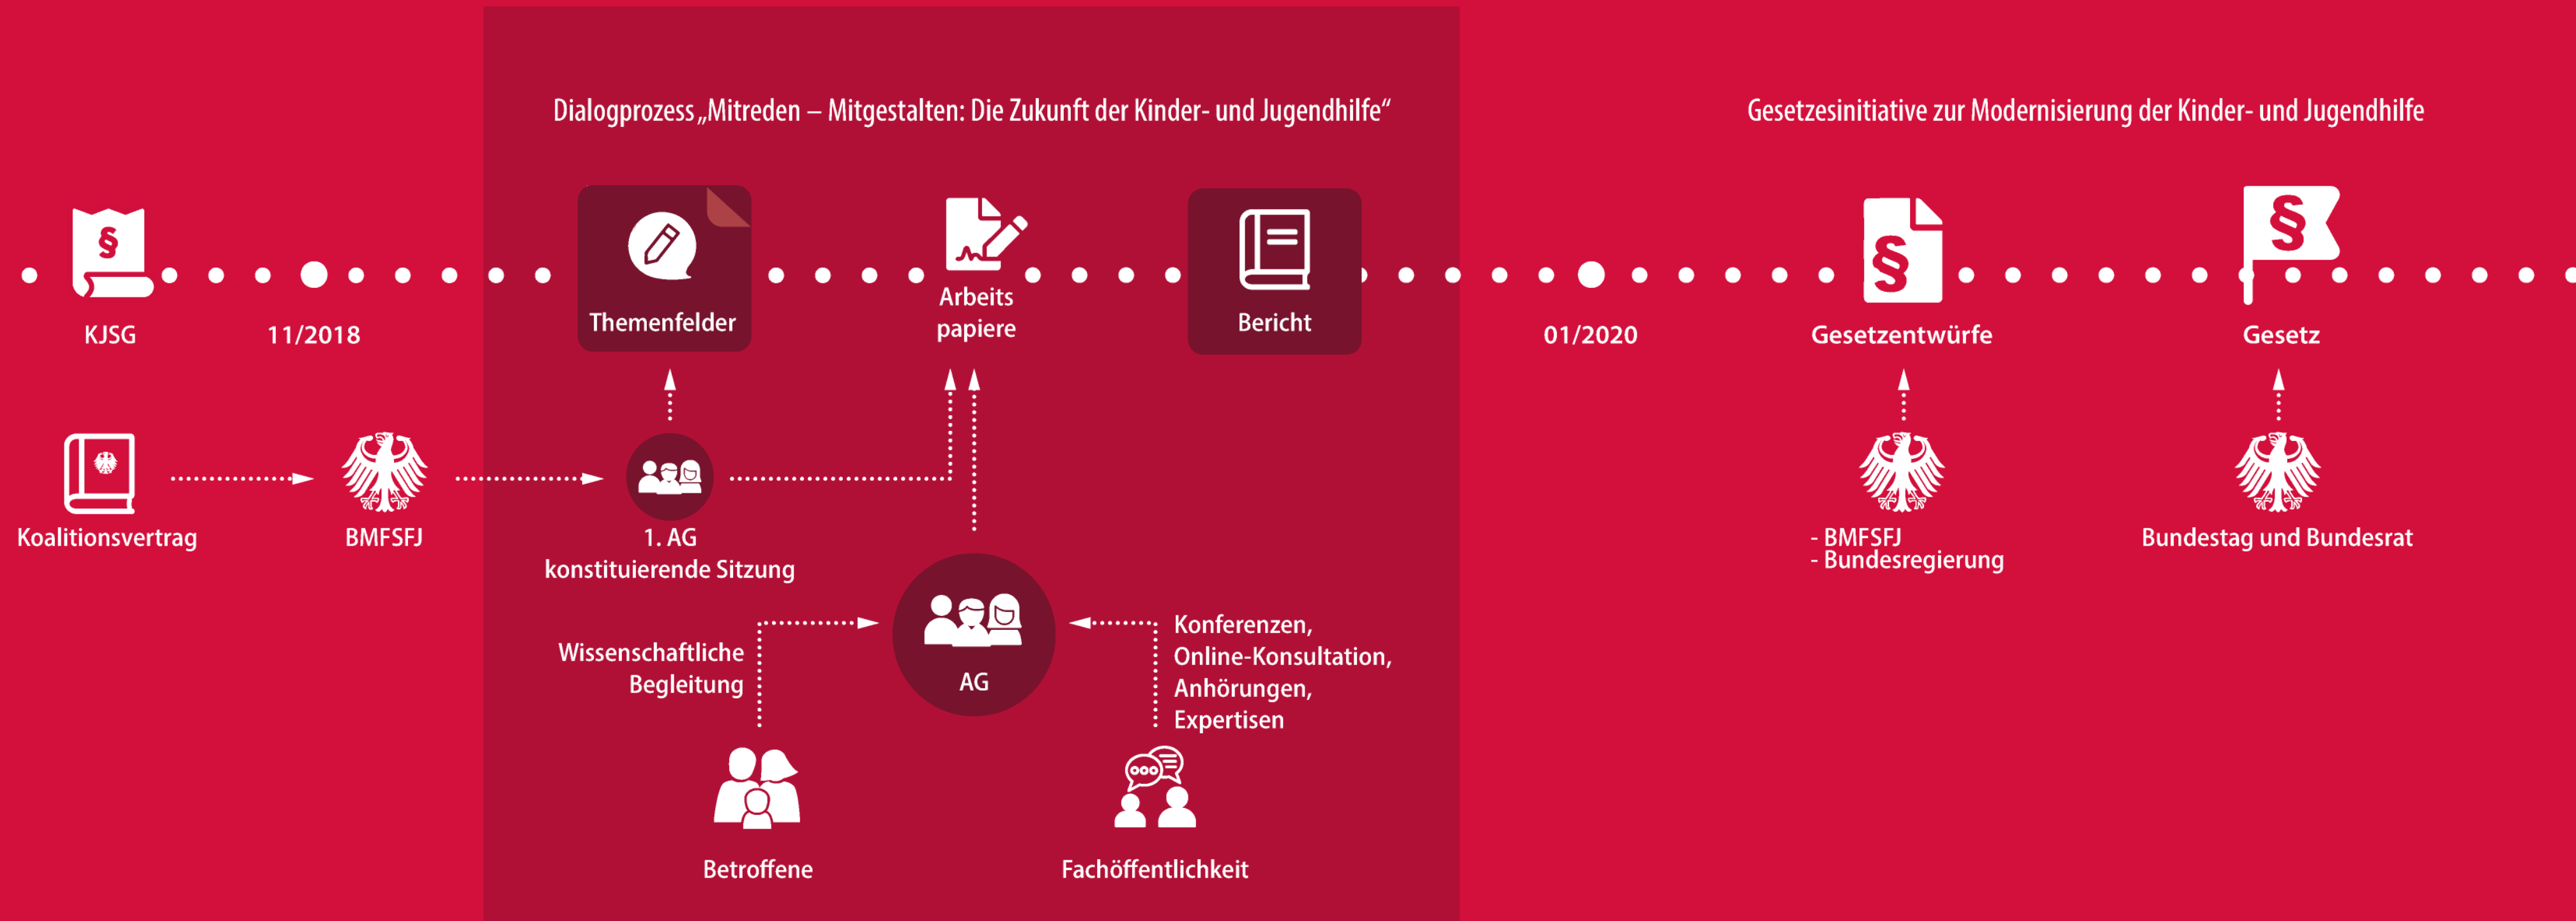 Dialogprozess „Mitreden – Mitgestalten: Die Zukunft der Kinder- und Jugendhilfe“
Gesetzesinitiative zur Modernisierung der Kinder- und Jugendhilfe
§
§
§
KJSG
11/2018
Themenfelder
Arbeits
papiere
Bericht
01/2020
Gesetzentwürfe
Gesetz
Koalitionsvertrag
BMFSFJ
1. AG
konstituierende Sitzung
- BMFSFJ
- Bundesregierung
Bundestag und Bundesrat
Wissenschaftliche
Begleitung
AG
Konferenzen,
Online-Konsultation,
Anhörungen,
Expertisen
Betroffene
Fachöffentlichkeit